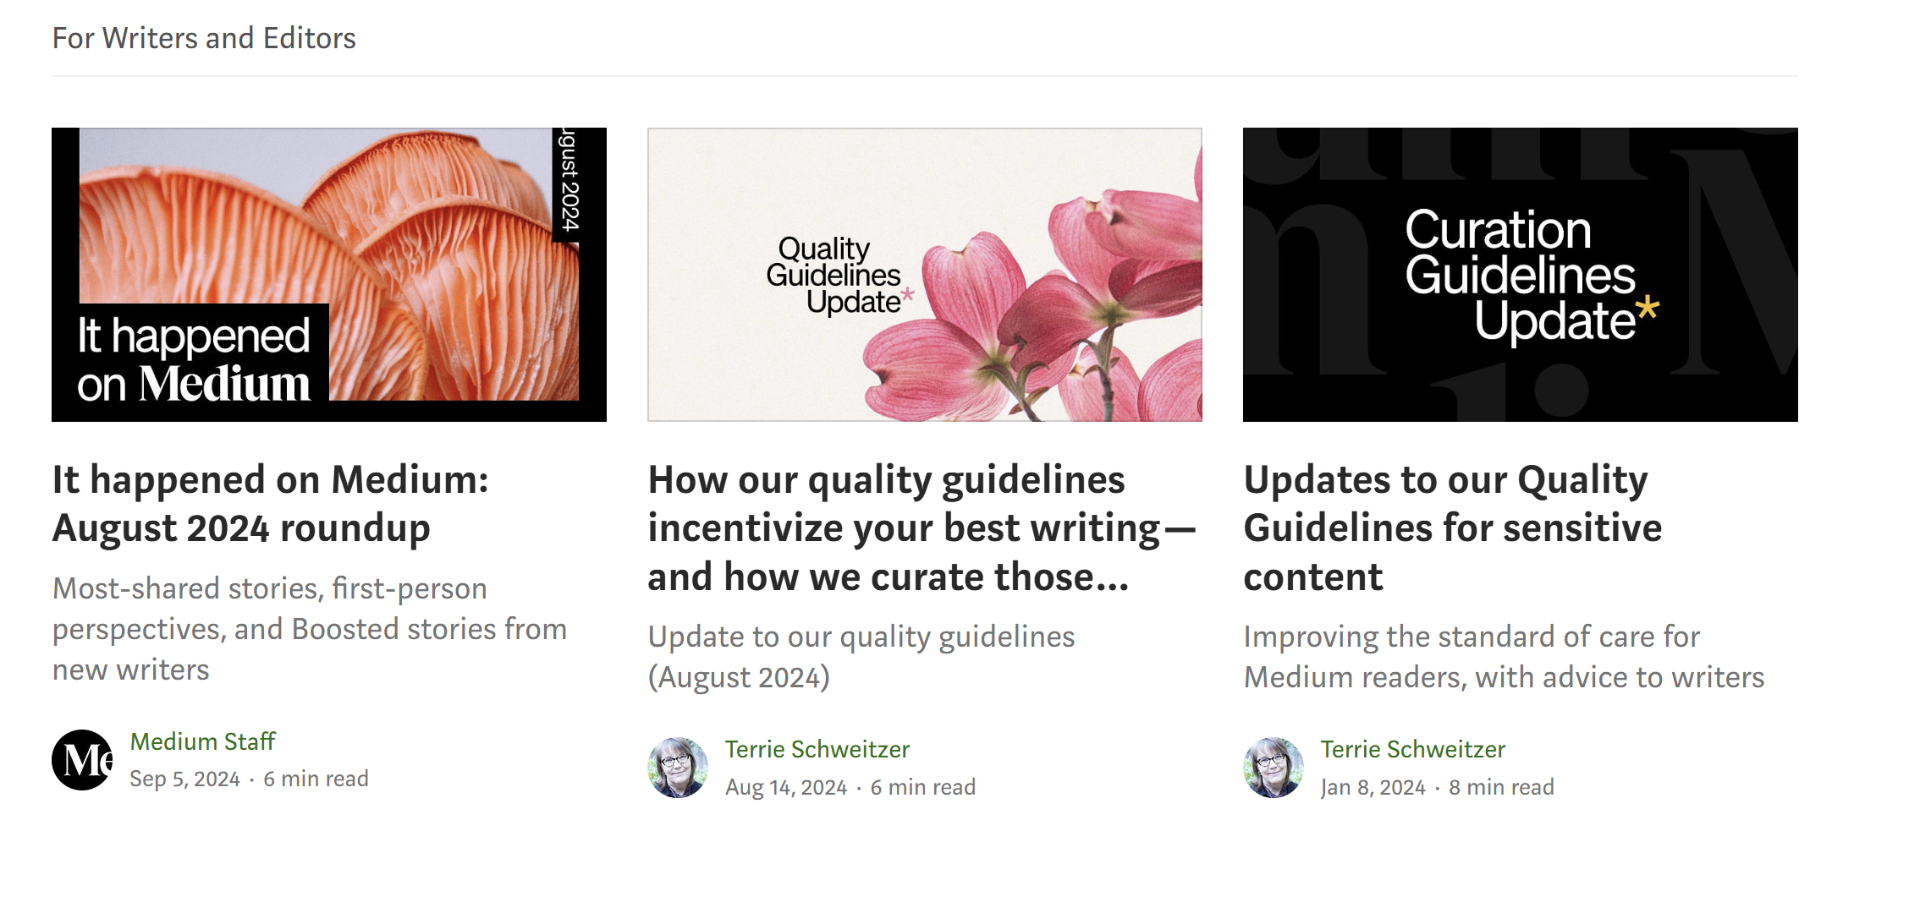 For Writers and Editors
ugust 2024
It happened
on Medium
Quality
Guidelines
Update*
Curation
Guidelines
Update*
It happened on Medium:
August 2024 roundup
Most-shared stories, first-person
perspectives, and Boosted stories from
new writers
Me
Medium Staff
Sep 5, 2024 · 6 min read
How our quality guidelines
incentivize your best writing—
and how we curate those…
Update to our quality guidelines
(August 2024)
Terrie Schweitzer
Aug 14, 2024 · 6 min read
Updates to our Quality
Guidelines for sensitive
content
Improving the standard of care for
Medium readers, with advice to writers
Terrie Schweitzer
Jan 8, 2024 · 8 min read